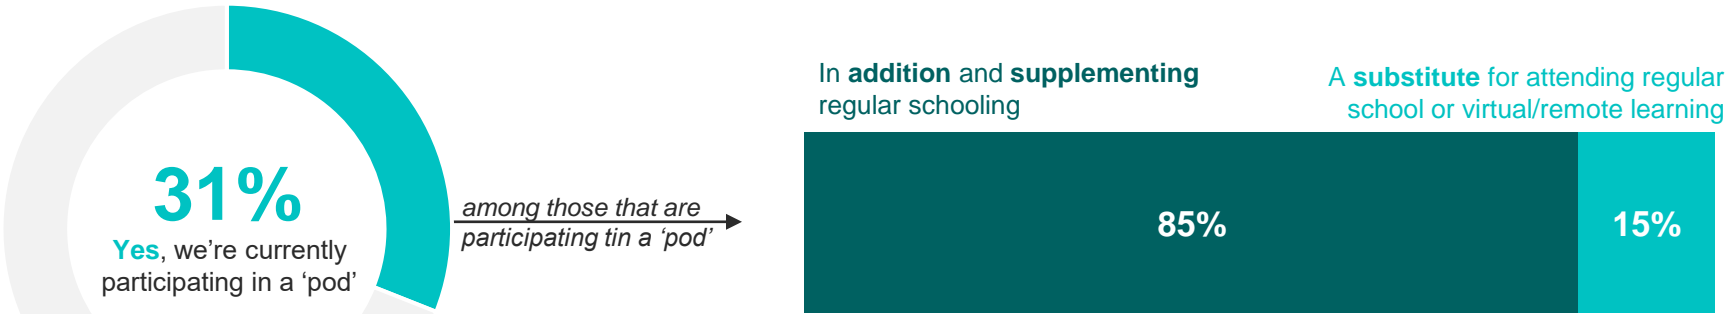 31%
Yes, we’re currently
participating in a ‘pod’
among those that are
participating tin a ‘pod’
In addition and supplementing
regular schooling
A substitute for attending regular
school or virtual/remote learning
85%
15%